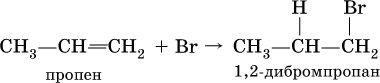 H Br
CH₃—CH=CH₂ + Br → CH₃—CH—CH₂
пропен 1,2-дибромпропан